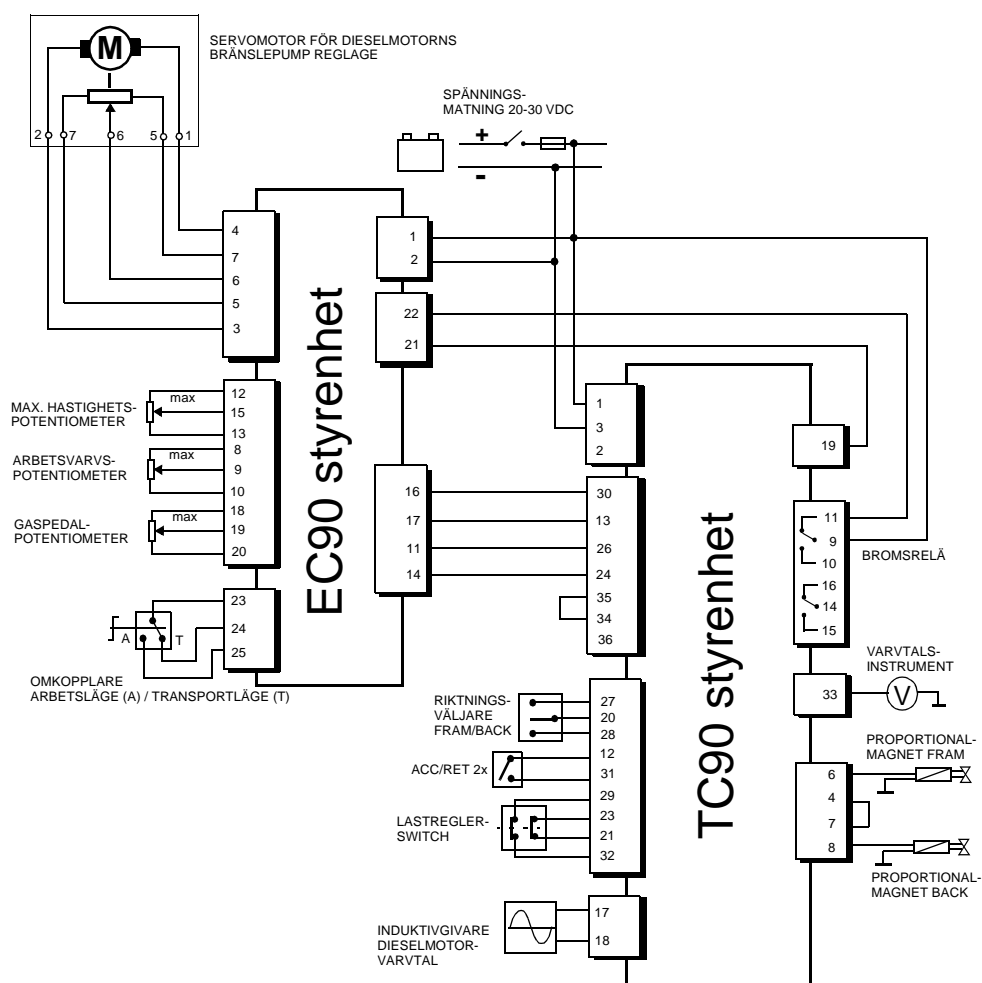 M
SERVOMOTOR FÖR DIESELMOTORNS
BRÄNSLEPUMP REGLAGE
2 7 6 5 1
SPÄNNINGS-
MATNING 20-30 VDC
+
-
EC90 styrenhet
4
7
6
5
3
1
2
22
21
MAX. HASTIGHETS-
POTENTIOMETER
max
12
15
13
ARBETSVARVS-
POTENTIOMETER
max
8
9
10
GASPEDAL-
POTENTIOMETER
max
18
19
20
16
17
11
14
A T
23
24
25
OMKOPPLARE
ARBETSLÄGE (A) / TRANSPORTLÄGE (T)
TC90 styrenhet
1
3
2
30
13
26
24
35
34
36
RIKTNINGS-
VÄLJARE
FRAM/BACK
27
20
28
ACC/RET 2x
12
31
LASTREGLER-
SWITCH
29
23
21
32
INDUKTIVGIVARE
DIESELMOTOR-
VARVTAL
17
18
19
11
9
10
16
14
15
BROMSRELÄ
VARVTALS-
INSTRUMENT
33
V
PROPORTIONAL-
MAGNET FRAM
6
4
7
8
PROPORTIONAL-
MAGNET BACK